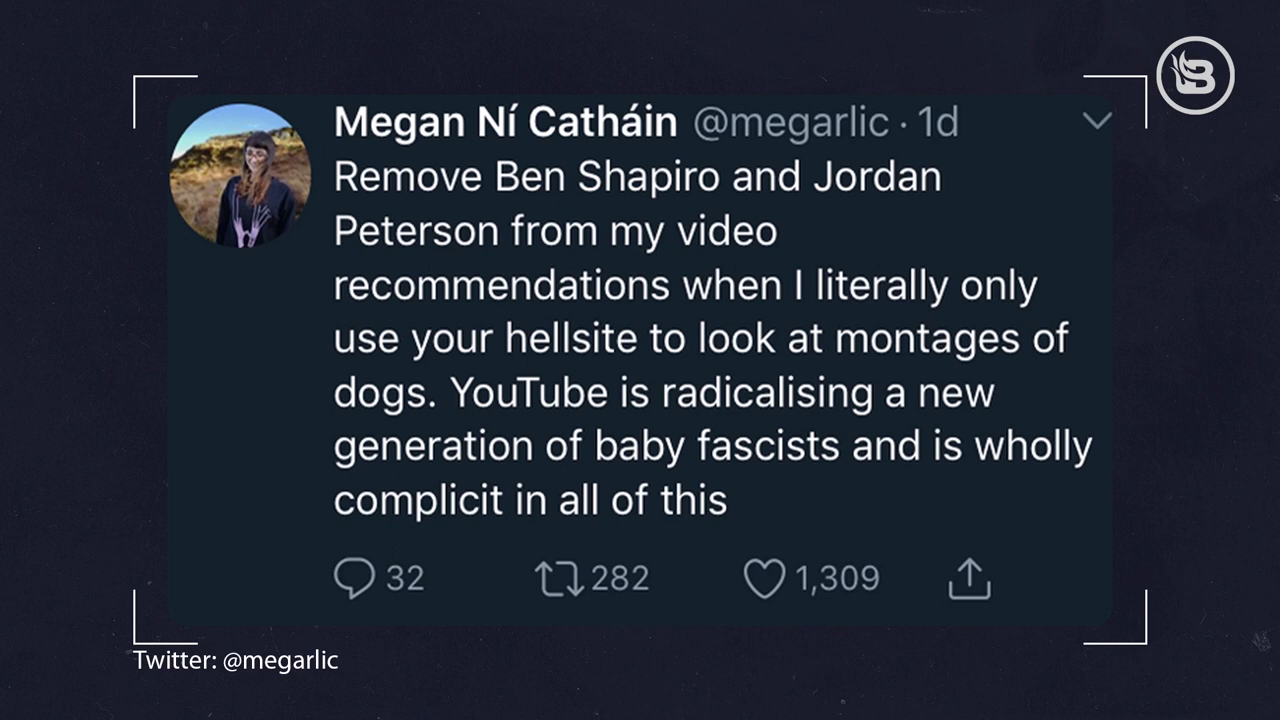 Megan Ní Catháin @megarlic · 1d
Remove Ben Shapiro and Jordan
Peterson from my video
recommendations when I literally only
use your hellsite to look at montages of
dogs. YouTube is radicalising a new
generation of baby fascists and is wholly
complicit in all of this
32 282 1,309
Twitter: @megarlic